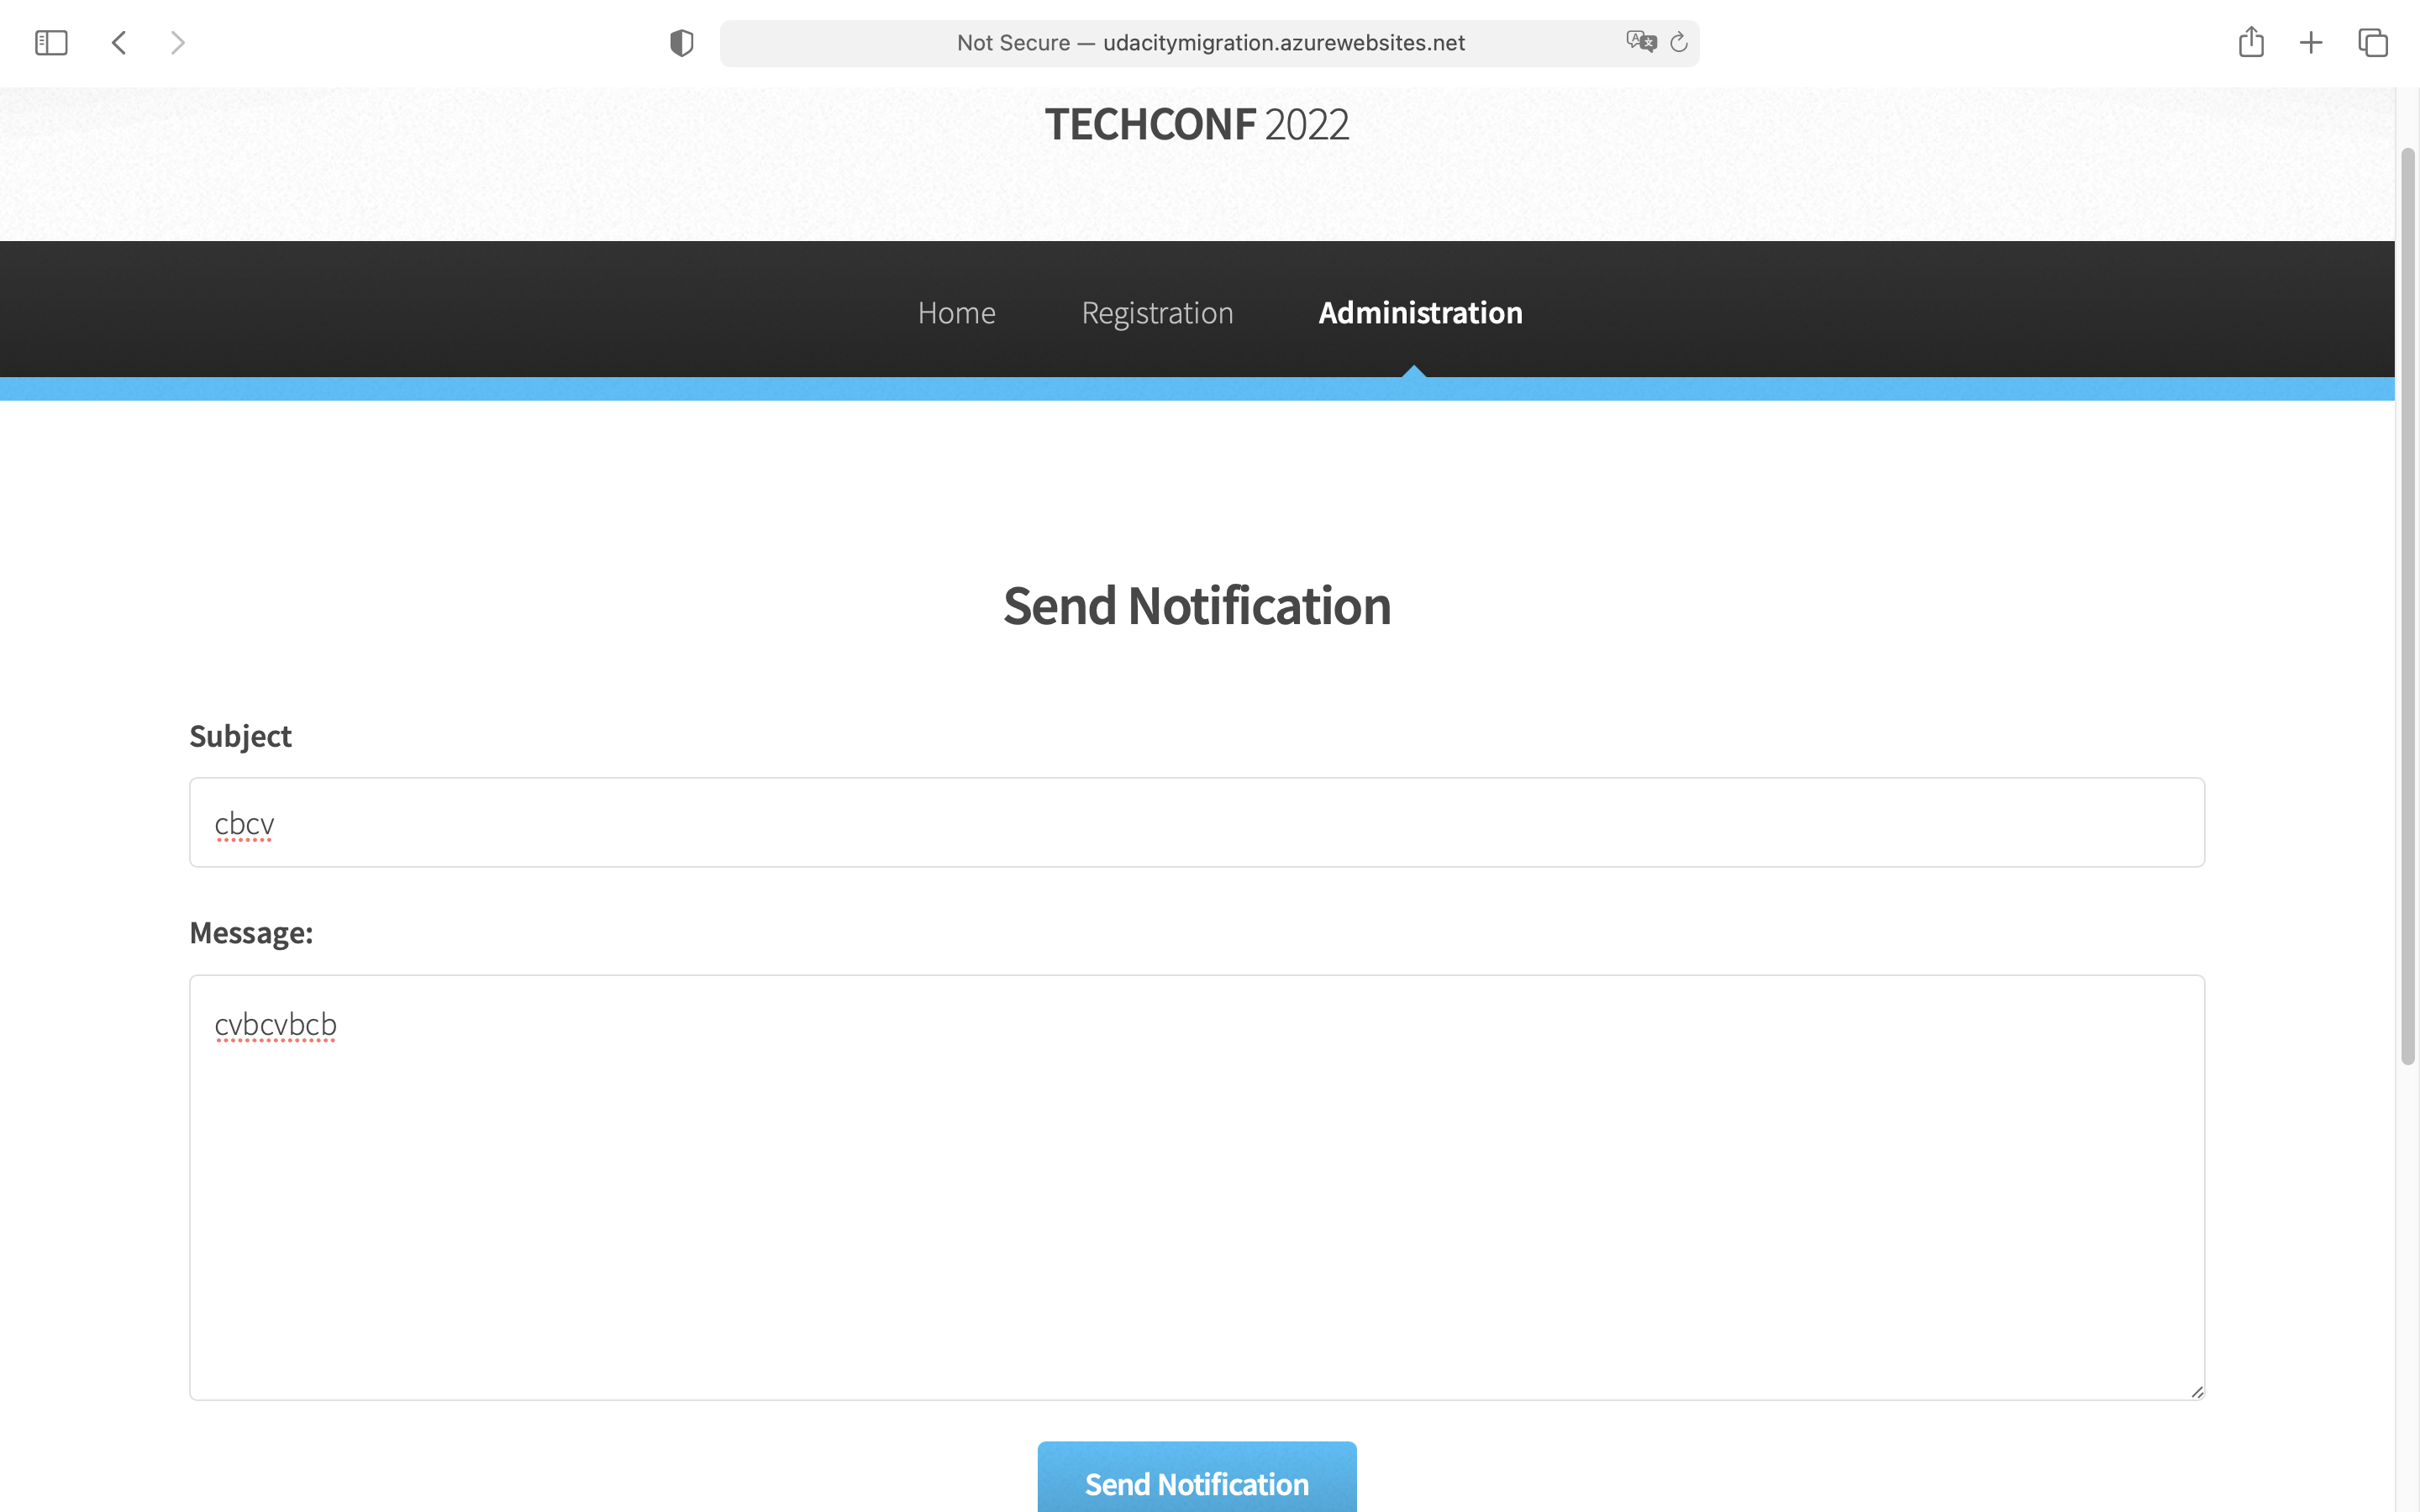 Not Secure — udacitymigration.azurewebsites.net
TECHCONF 2022
Home Registration Administration
Send Notification
Subject
cbcv
Message:
cvbcvbcb
Send Notification